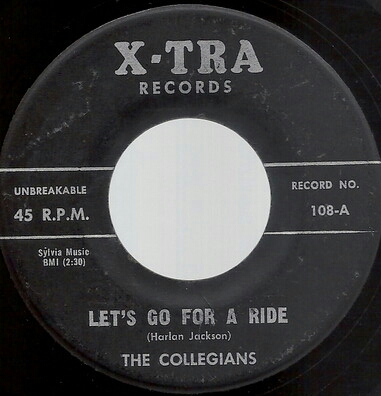 X-TRA
RECORDS
UNBREAKABLE
45 R.P.M.
RECORD NO.
108-A
Sylvia Music
BMI (2:30)
LET'S GO FOR A RIDE
(Harlan Jackson)
THE COLLEGIANS